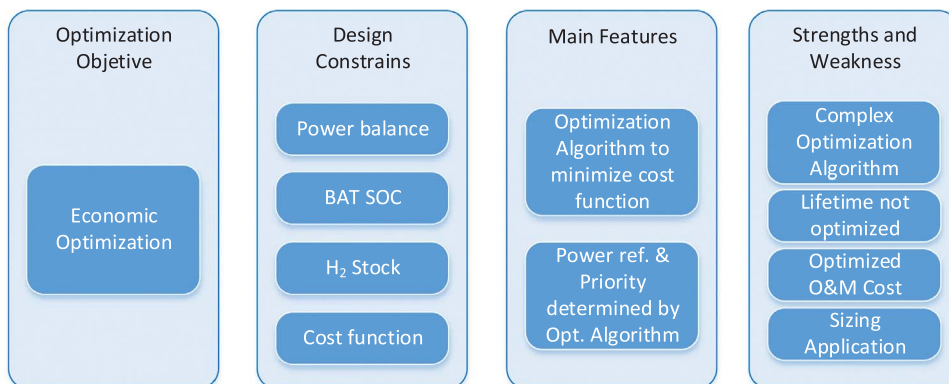 Optimization
Objetive
Economic
Optimization
Design
Constrains
Power balance
BAT SOC
H₂ Stock
Cost function
Main Features
Optimization
Algorithm to
minimize cost
function
Power ref. &
Priority
determined by
Opt. Algorithm
Strengths and
Weakness
Complex
Optimization
Algorithm
Lifetime not
optimized
Optimized
O&M Cost
Sizing
Application